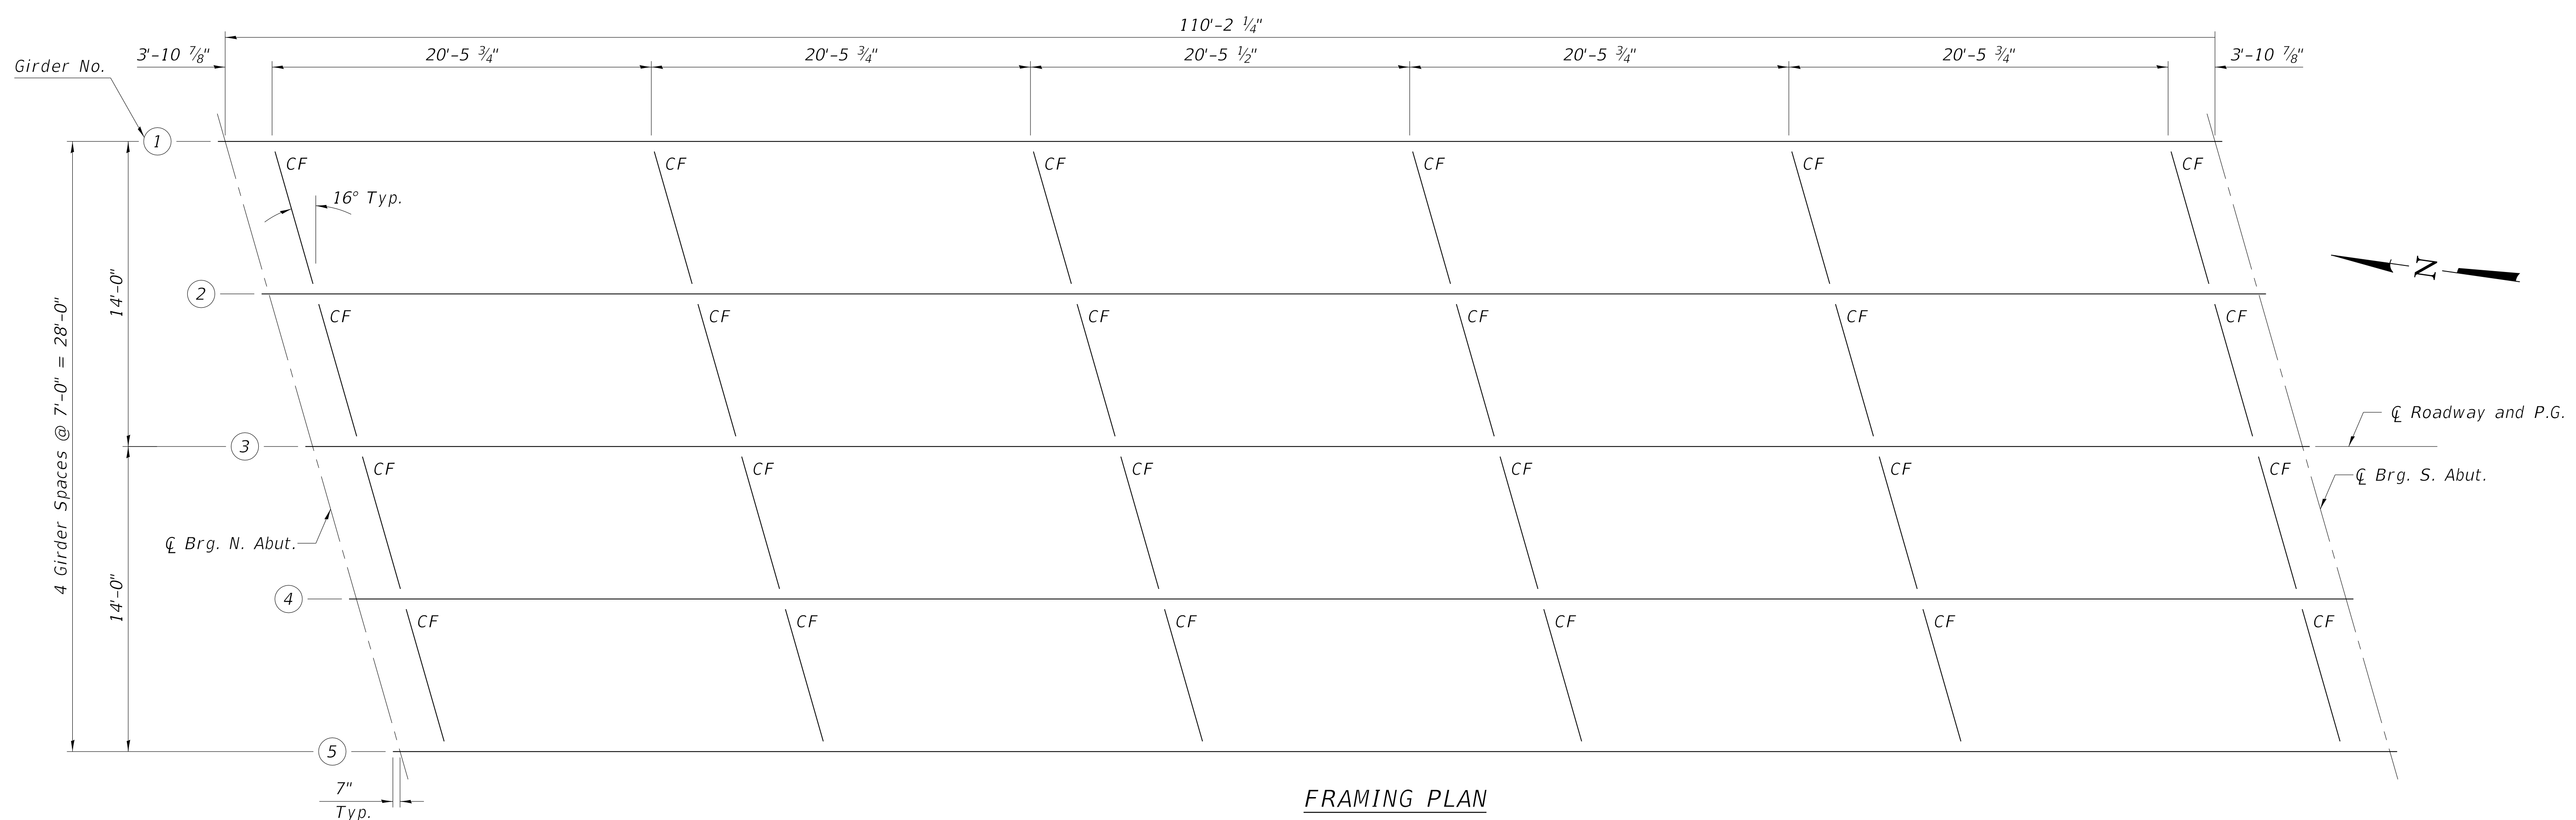 110'-2 1/4"
3'-10 7/8"
20'-5 3/4"
20'-5 3/4"
20'-5 1/2"
20'-5 3/4"
20'-5 3/4"
3'-10 7/8"
Girder No.
1
CF
CF
CF
CF
CF
CF
16° Typ.
2
CF
CF
CF
CF
CF
CF
N
14'-0"
4 Girder Spaces @ 7'-0" = 28'-0"
3
℄ Roadway and P.G.
CF
CF
CF
CF
CF
CF
℄ Brg. S. Abut.
℄ Brg. N. Abut.
14'-0"
4
CF
CF
CF
CF
CF
CF
5
7"
Typ.
FRAMING PLAN